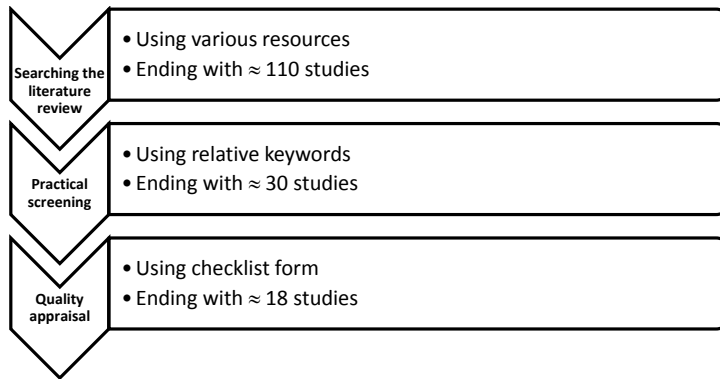 Searching the
literature
review
• Using various resources
• Ending with ≈ 110 studies
Practical
screening
• Using relative keywords
• Ending with ≈ 30 studies
Quality
appraisal
• Using checklist form
• Ending with ≈ 18 studies